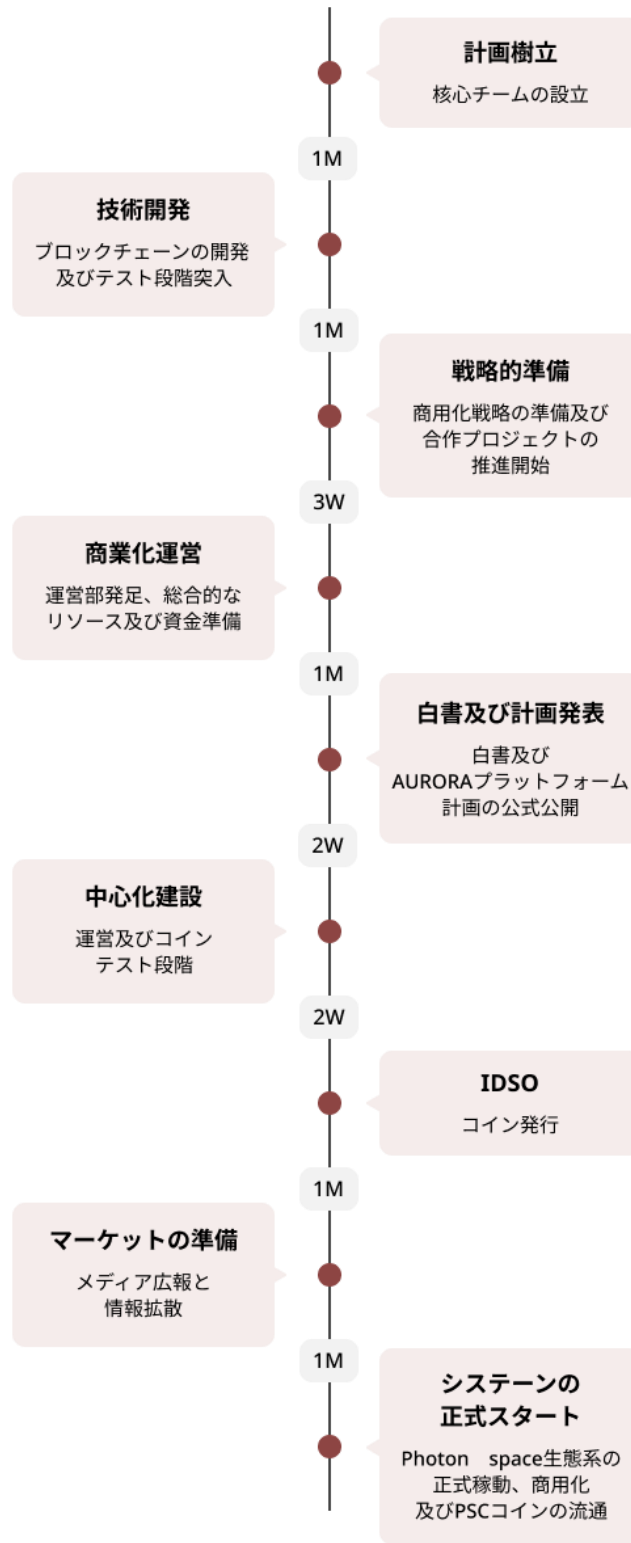 計画樹立
核心チームの設立
1M
技術開発
ブロックチェーンの開発
及びテスト段階突入
1M
戦略的準備
商用化戦略の準備及び
合作プロジェクトの
推進開始
3W
商業化運営
運営部発足、総合的な
リソース及び資金準備
1M
白書及び計画発表
白書及び
AURORAプラットフォーム
計画の公式公開
2W
中心化建設
運営及びコイン
テスト段階
2W
IDSO
コイン発行
1M
マーケットの準備
メディア広報と
情報拡散
1M
システーンの
正式スタート
Photon　space生態系の
正式稼動、商用化
及びPSCコインの流通